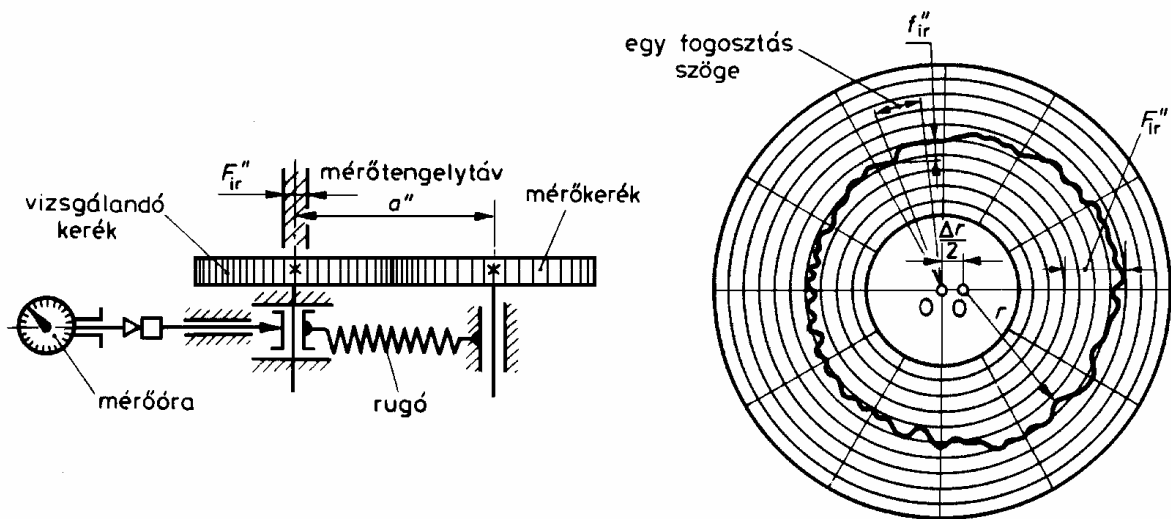 F″ir
mérőtengelytáv
a″
vizsgálandó
kerék
mérőkerék
mérőóra
rugó
egy fogosztás
szöge
f″ir
F″ir
Δr
2
O O
r